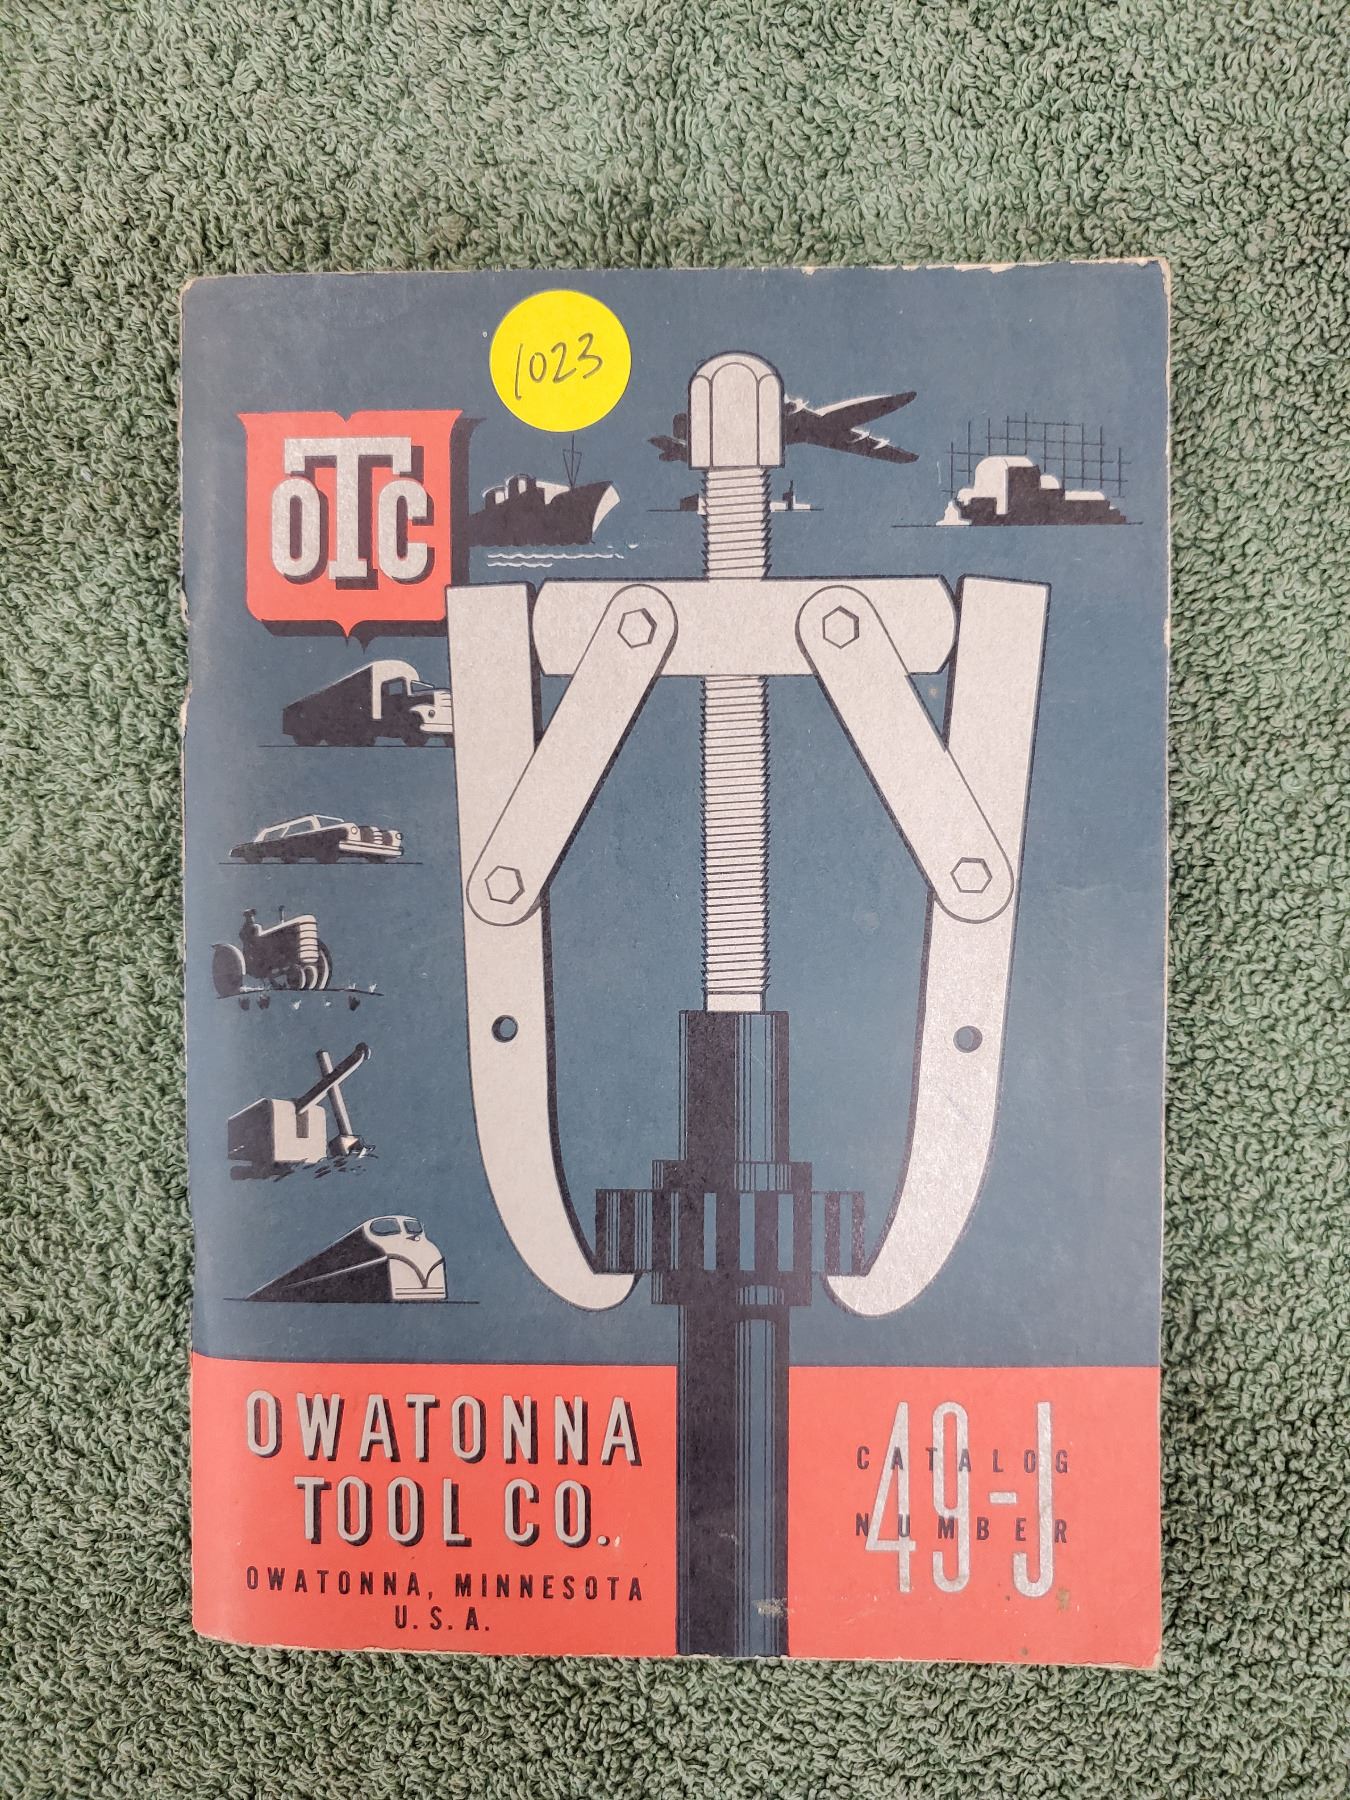 1023
OTC
OWATONNA
TOOL CO.
OWATONNA, MINNESOTA
U.S.A.
CATALOG
49-J
NUMBER